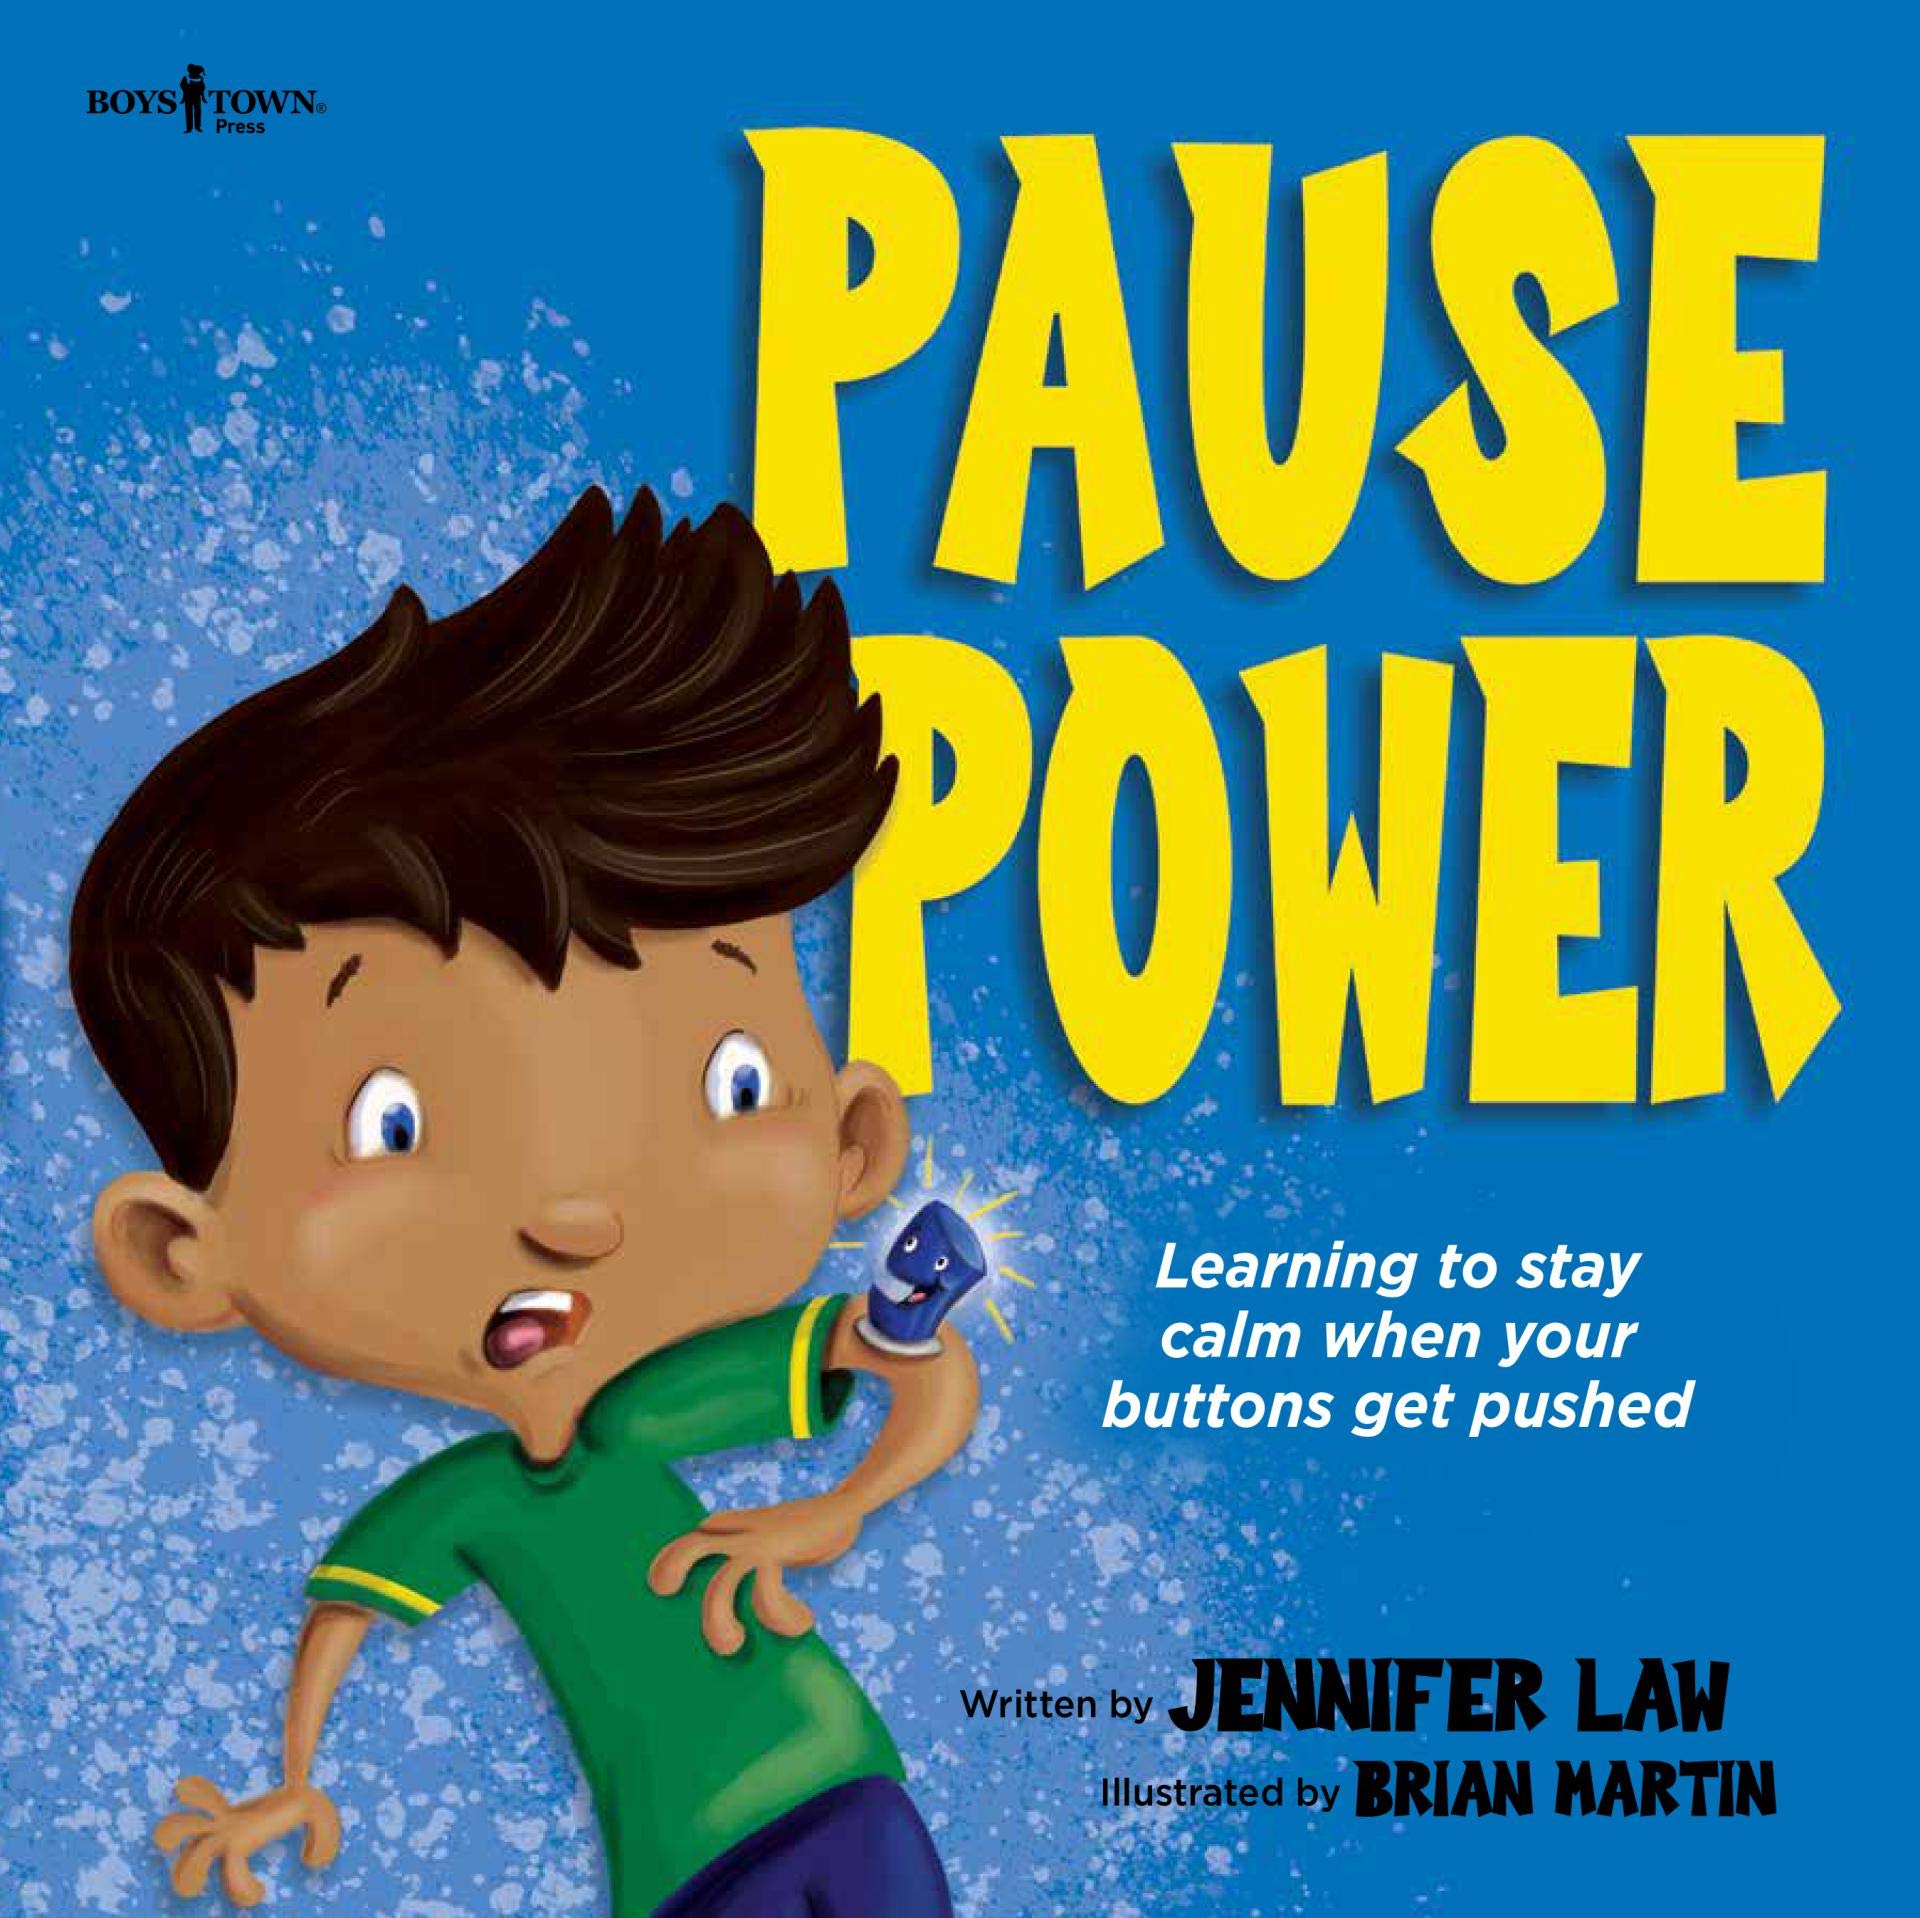 BOYS TOWN®
Press
PAUSE
POWER
Learning to stay
calm when your
buttons get pushed
Written by JENNIFER LAW
Illustrated by BRIAN MARTIN